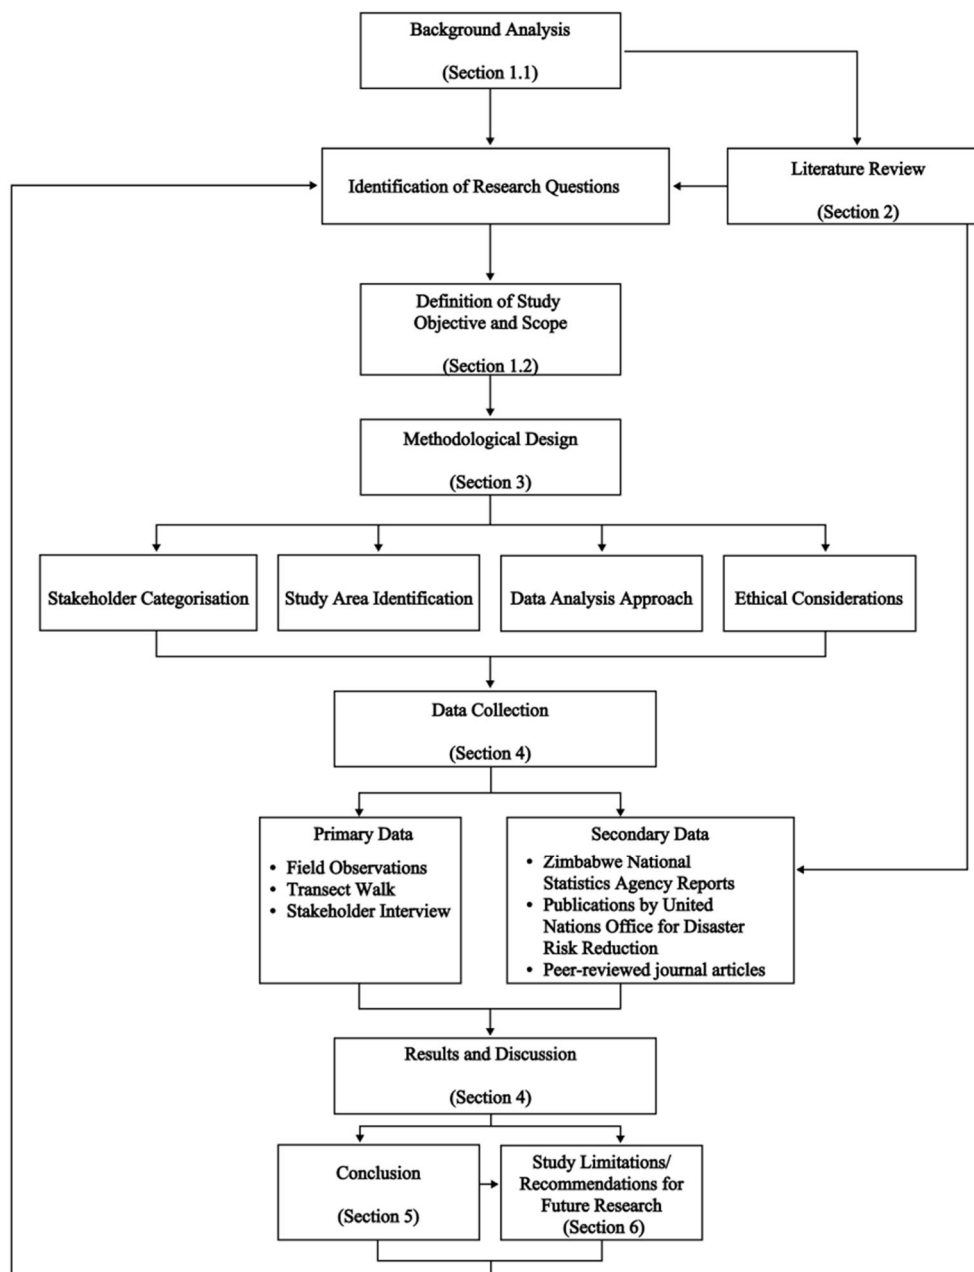 Background Analysis
(Section 1.1)
Identification of Research Questions
Literature Review
(Section 2)
Definition of Study
Objective and Scope
(Section 1.2)
Methodological Design
(Section 3)
Stakeholder Categorisation
Study Area Identification
Data Analysis Approach
Ethical Considerations
Data Collection
(Section 4)
Primary Data
• Field Observations
• Transect Walk
• Stakeholder Interview
Secondary Data
• Zimbabwe National
Statistics Agency Reports
• Publications by United
Nations Office for Disaster
Risk Reduction
• Peer-reviewed journal articles
Results and Discussion
(Section 4)
Conclusion
(Section 5)
Study Limitations/
Recommendations for
Future Research
(Section 6)